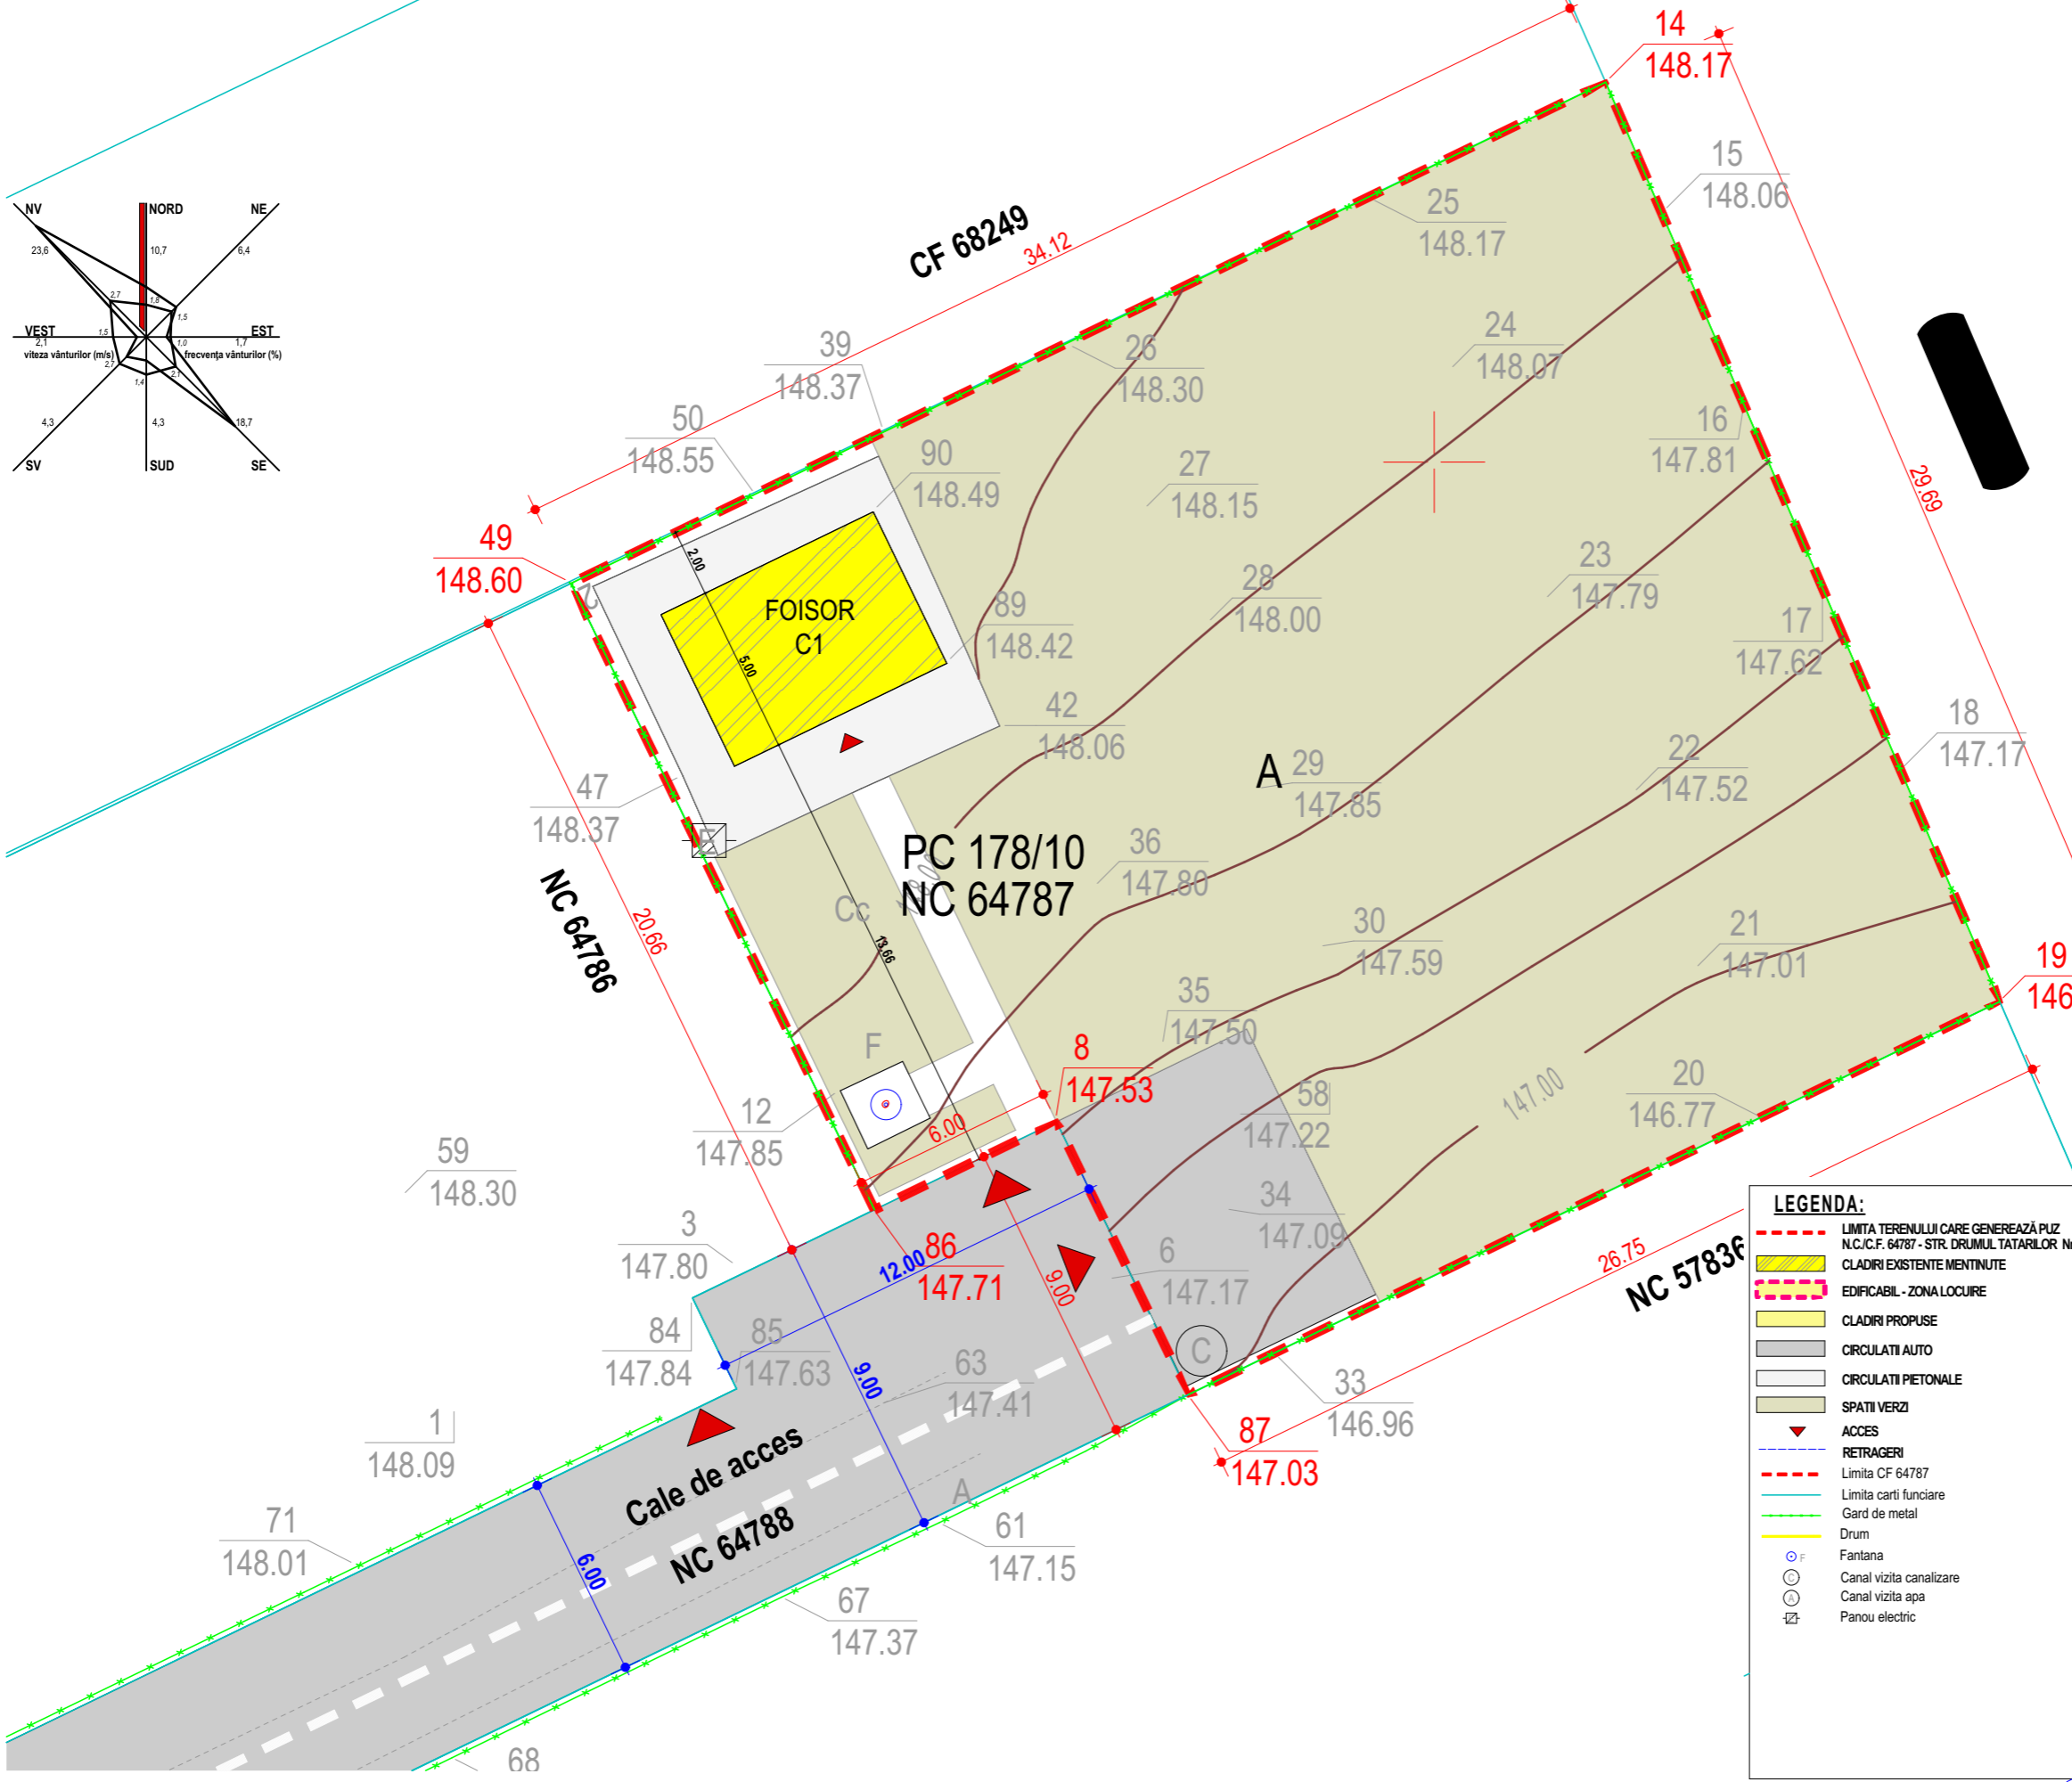 14
148.17
15
148.06
NV
NORD
NE
23,6
10,7
6,4
2,7
1,8
1,5
VEST
1,5
EST
2,1
1,0
1,7
viteza vânturilor (m/s)
frecvența vânturilor (%)
2,7
1,4
2,1
4,3
4,3
18,7
SV
SUD
SE
CF 68249
34.12
25
148.17
24
148.07
39
148.37
26
148.30
50
148.55
90
148.49
27
148.15
16
147.81
29.69
49
148.60
2.00
FOISOR
C1
5.00
28
148.00
23
147.79
89
148.42
17
147.62
42
148.06
18
147.17
A
29
147.85
22
147.52
47
148.37
E
PC 178/10
NC 64787
36
147.80
NC 64786
20.66
Cc
13.66
30
147.59
21
147.01
19
146
35
147.50
F
8
147.53
12
147.85
6.00
58
147.22
147.00
20
146.77
59
148.30
34
147.09
3
147.80
86
147.71
12.00
9.00
6
147.17
26.75
NC 57836
84
147.84
85
147.63
9.00
63
147.41
C
33
146.96
1
148.09
87
147.03
Cale de acces
NC 64788
A
71
148.01
61
147.15
6.00
67
147.37
68
LEGENDA:
LIMITA TERENULUI CARE GENEREAZĂ PUZ
N.C./C.F. 64787 - STR. DRUMUL TATARILOR
CLADIRI EXISTENTE MENTINUTE
EDIFICABIL - ZONA LOCUIRE
CLADIRI PROPUSE
CIRCULATII AUTO
CIRCULATII PIETONALE
SPATII VERZI
ACCES
RETRAGERI
Limita CF 64787
Limita carti funciare
Gard de metal
Drum
F Fantana
C Canal vizita canalizare
A Canal vizita apa
Panou electric